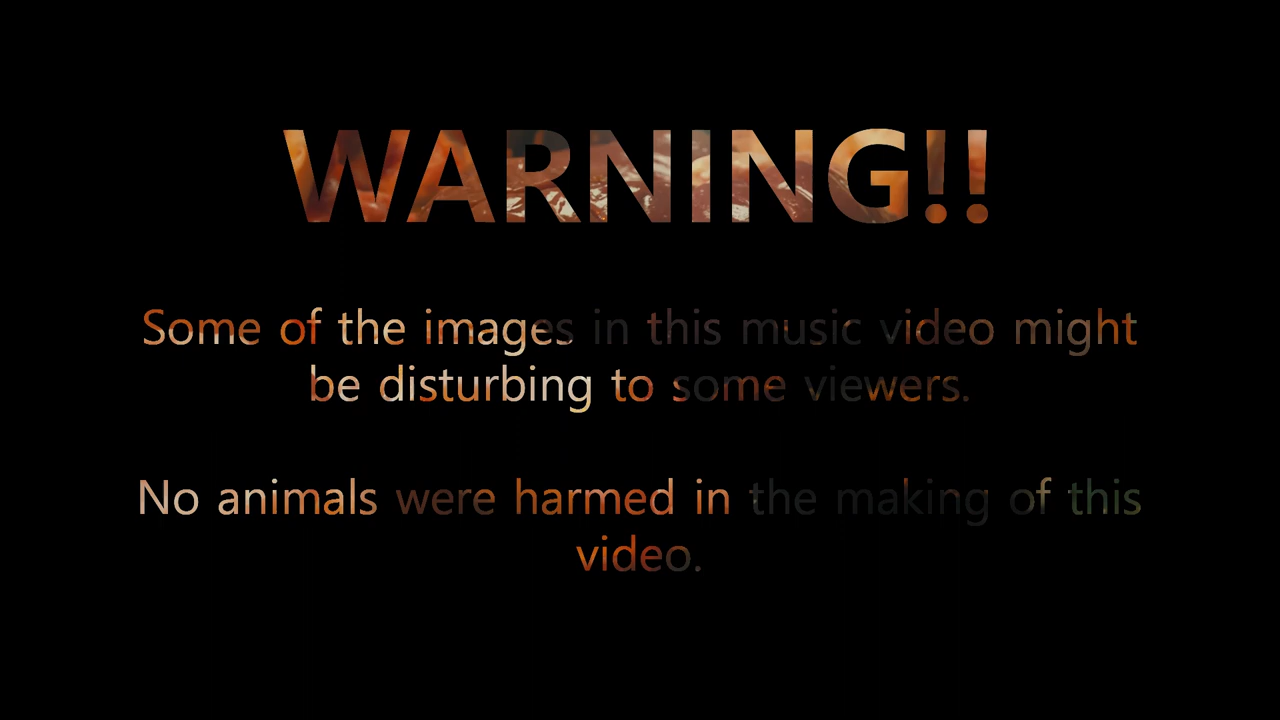 WARNING!!
Some of the images in this music video might
be disturbing to some viewers.
No animals were harmed in the making of this
video.